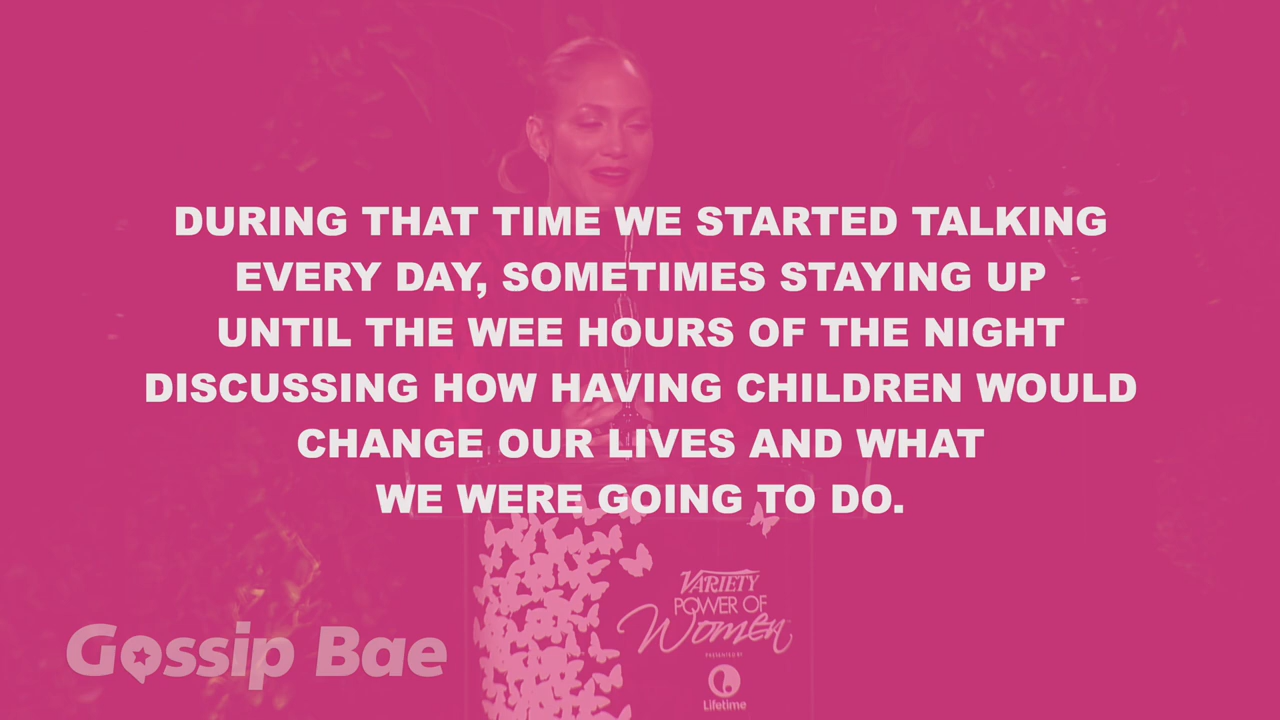 DURING THAT TIME WE STARTED TALKING
EVERY DAY, SOMETIMES STAYING UP
UNTIL THE WEE HOURS OF THE NIGHT
DISCUSSING HOW HAVING CHILDREN WOULD
CHANGE OUR LIVES AND WHAT
WE WERE GOING TO DO.
VARIETY
POWER OF
Women
PRESENTED BY
Lifetime
Gossip Bae